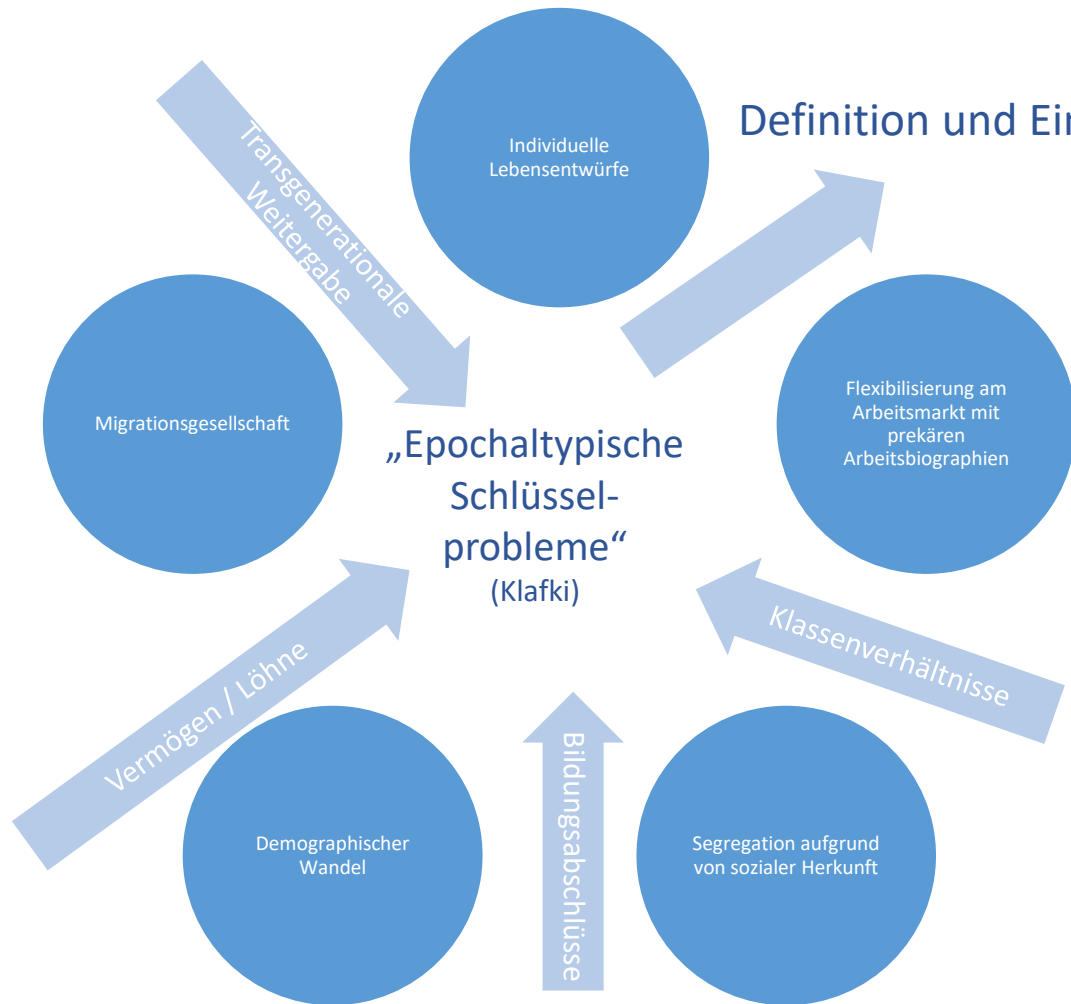 Individuelle
Lebensentwürfe
Definition und Ein
Transgenerationale
Weitergabe
Migrationsgesellschaft
Flexibilisierung am
Arbeitsmarkt mit
prekären
Arbeitsbiographien
„Epochaltypische
Schlüssel-
probleme“
(Klafki)
Vermögen / Löhne
Klassenverhältnisse
Bildungsabschlüsse
Demographischer
Wandel
Segregation aufgrund
von sozialer Herkunft